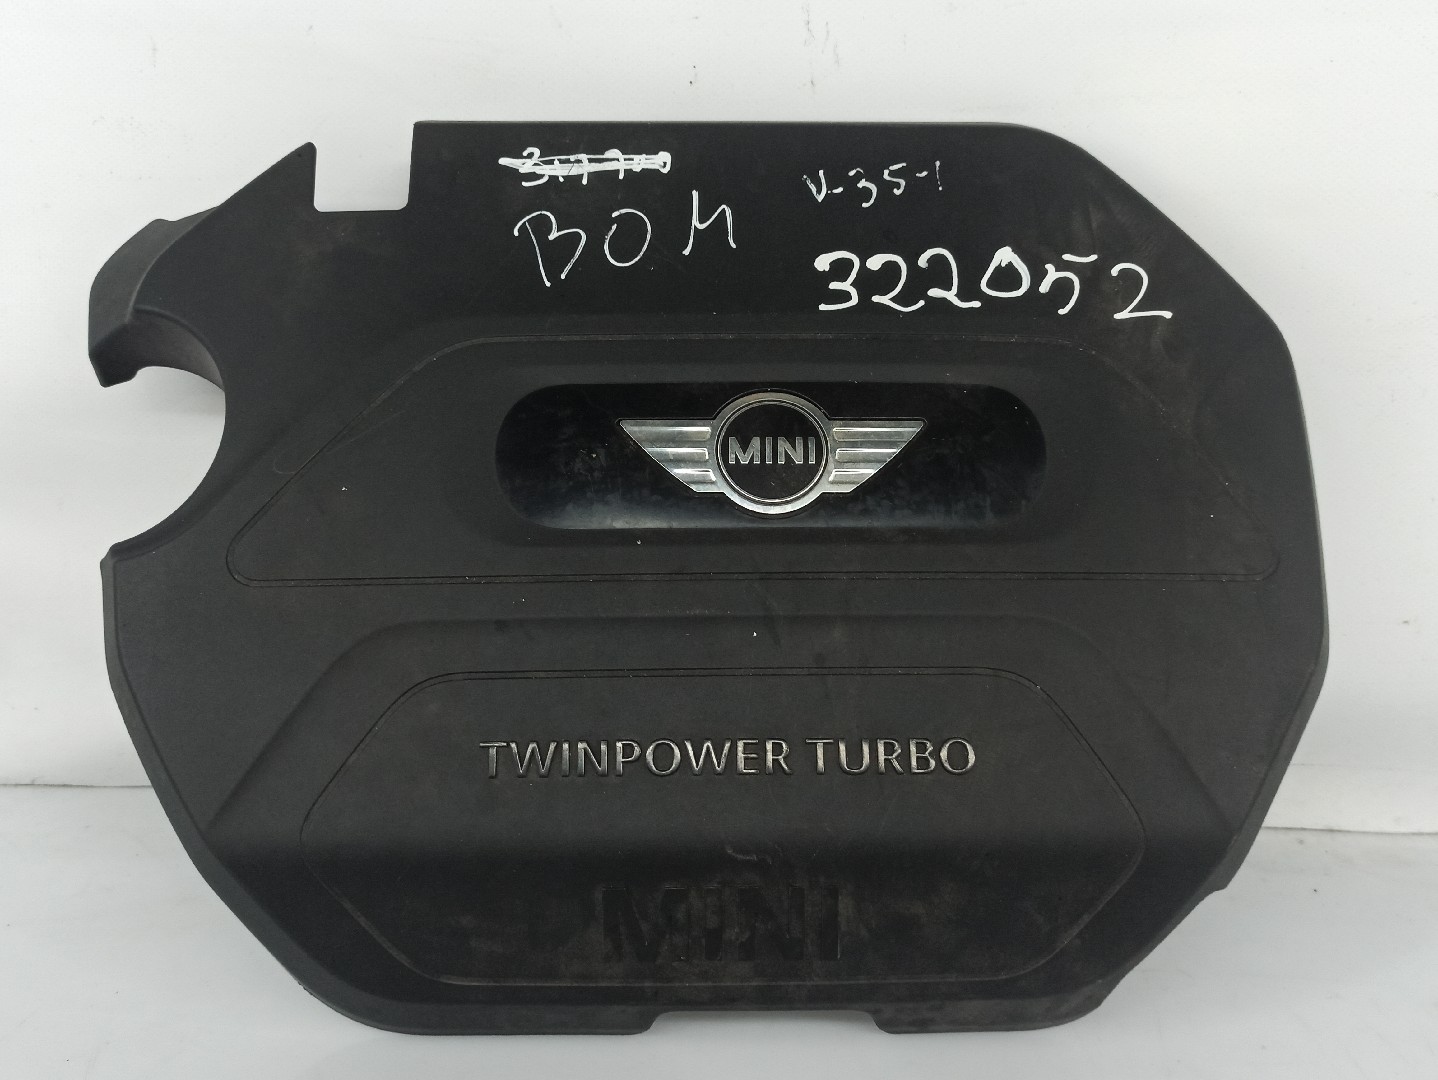 BOM
V-35-1
322052
MINI
TWINPOWER TURBO
MINI